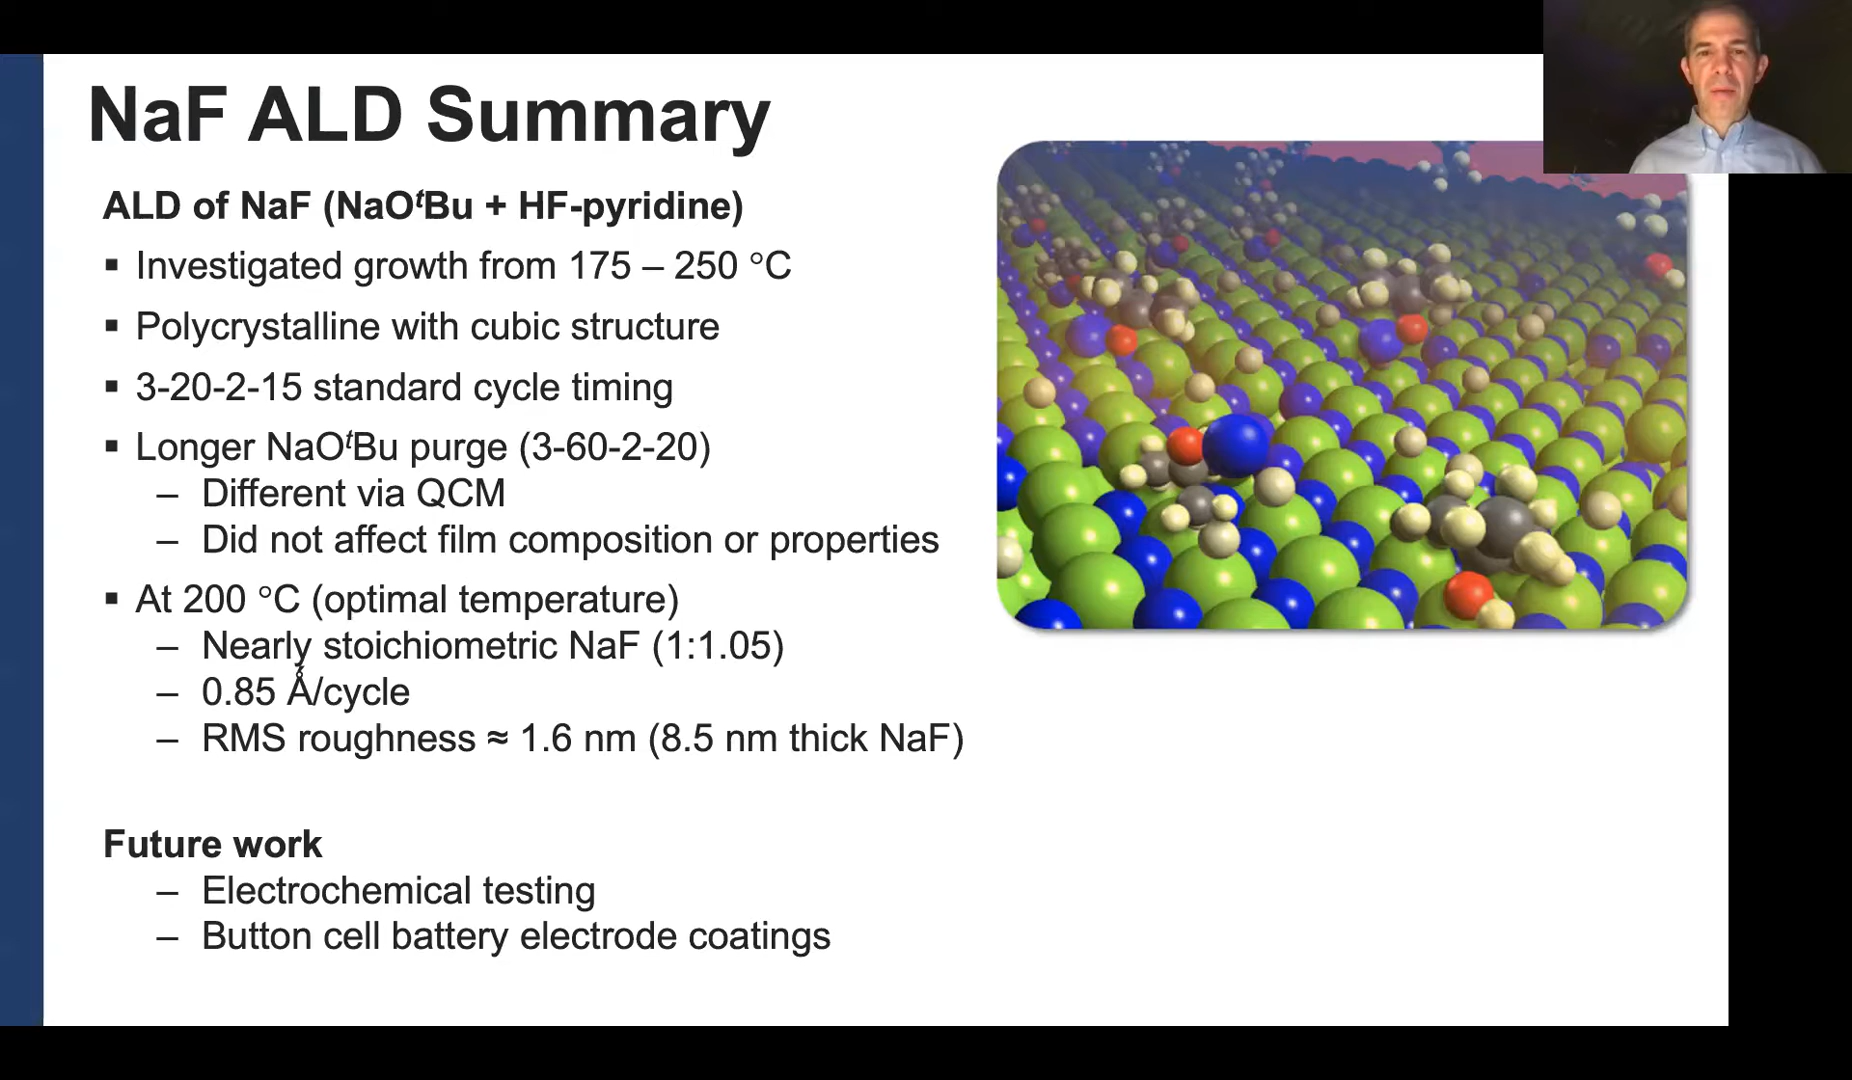 NaF ALD Summary
ALD of NaF (NaOᵗBu + HF-pyridine)
▪ Investigated growth from 175 – 250 °C
▪ Polycrystalline with cubic structure
▪ 3-20-2-15 standard cycle timing
▪ Longer NaOᵗBu purge (3-60-2-20)
– Different via QCM
– Did not affect film composition or properties
▪ At 200 °C (optimal temperature)
– Nearly stoichiometric NaF (1:1.05)
– 0.85 Å/cycle
– RMS roughness ≈ 1.6 nm (8.5 nm thick NaF)
Future work
– Electrochemical testing
– Button cell battery electrode coatings